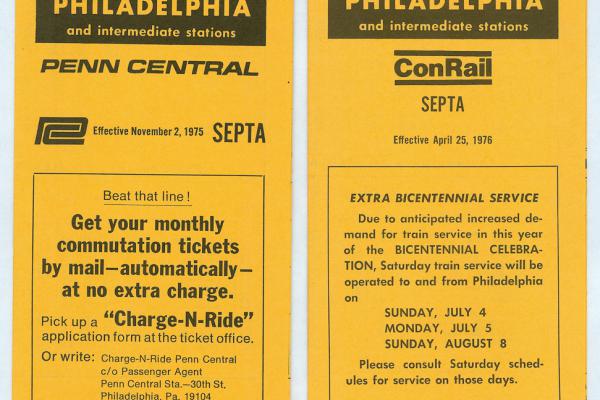 PHILADELPHIA
and intermediate stations
PENN CENTRAL
Effective November 2, 1975 SEPTA
Beat that line!
Get your monthly
commutation tickets
by mail—automatically—
at no extra charge.
Pick up a "Charge-N-Ride"
application form at the ticket office.
Or write: Charge-N-Ride Penn Central
c/o Passenger Agent
Penn Central Sta.—30th St.
Philadelphia, Pa. 19104
PHILADELPHIA
and intermediate stations
ConRail
SEPTA
Effective April 25, 1976
EXTRA BICENTENNIAL SERVICE
Due to anticipated increased de-
mand for train service in this year
of the BICENTENNIAL CELEBRA-
TION, Saturday train service will be
operated to and from Philadelphia
on
SUNDAY, JULY 4
MONDAY, JULY 5
SUNDAY, AUGUST 8
Please consult Saturday sched-
ules for service on those days.